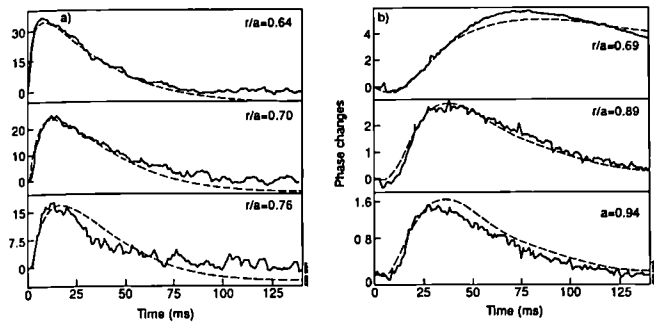 a)
r/a=0.64
30
15
0
r/a=0.70
20
10
0
r/a=0.76
15
7.5
0
0 25 50 75 100 125
Time (ms)
b)
Phase changes
r/a=0.69
4
2
0
r/a=0.89
2
0
a=0.94
1.6
0 8
0
0 25 50 75 100 125
Time (ms)